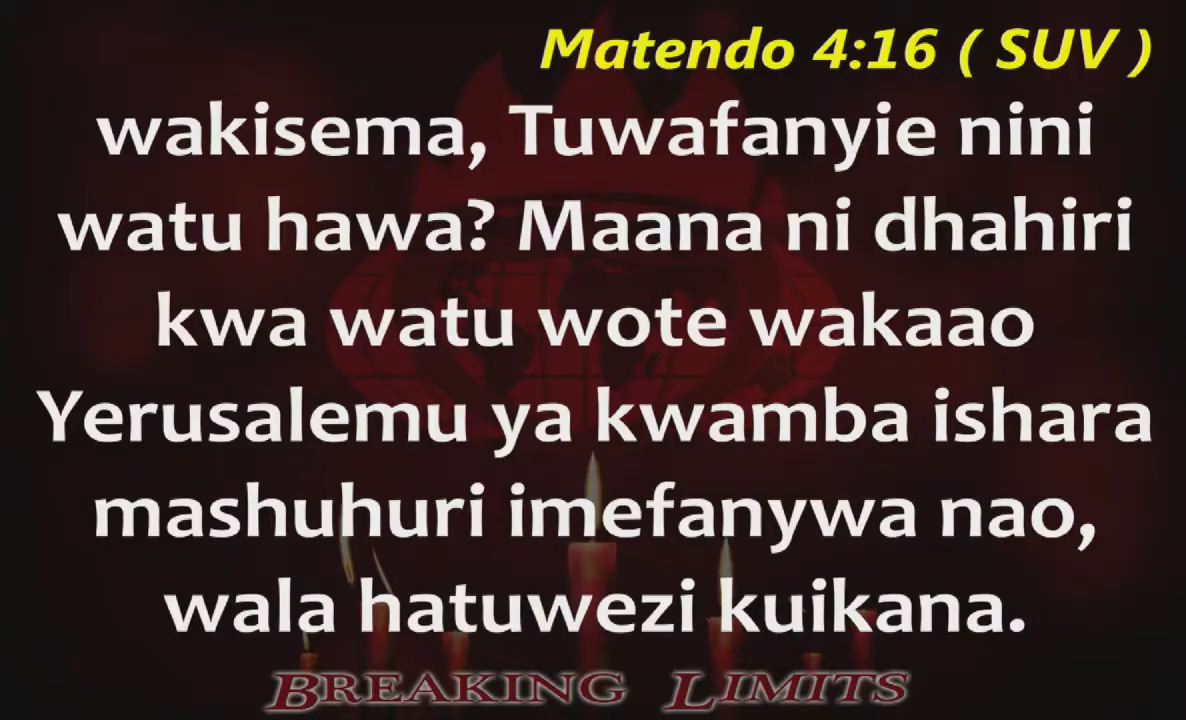 Matendo 4:16 ( SUV )
wakisema, Tuwafanyie nini
watu hawa? Maana ni dhahiri
kwa watu wote wakaao
Yerusalemu ya kwamba ishara
mashuhuri imefanywa nao,
wala hatuwezi kuikana.
BREAKING LIMITS